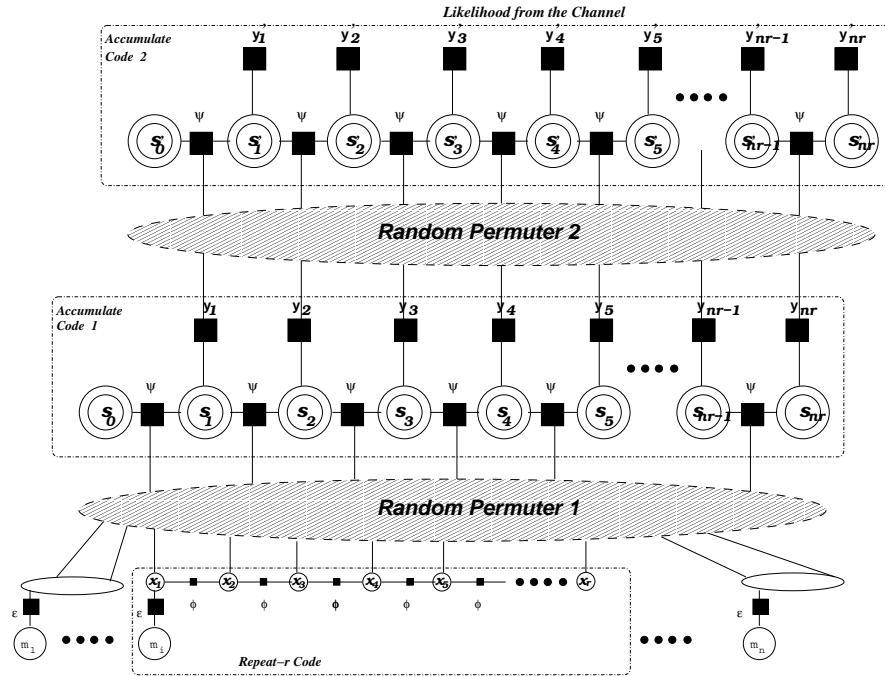 Likelihood from the Channel
Accumulate
Code 2
y'1 y'2 y'3 y'4 y'5 y'nr−1 y'nr
ψ ψ ψ ψ ψ ψ
s'0 s'1 s'2 s'3 s'4 s'5 s'nr−1 s'nr
Random Permuter 2
Accumulate
Code 1
y1 y2 y3 y4 y5 ynr−1 ynr
ψ ψ ψ ψ ψ ψ
s0 s1 s2 s3 s4 s5 snr−1 snr
Random Permuter 1
x1 x2 x3 x4 x5 xr
ε ε φ φ φ φ φ ε
m1 mi mn
Repeat−r Code